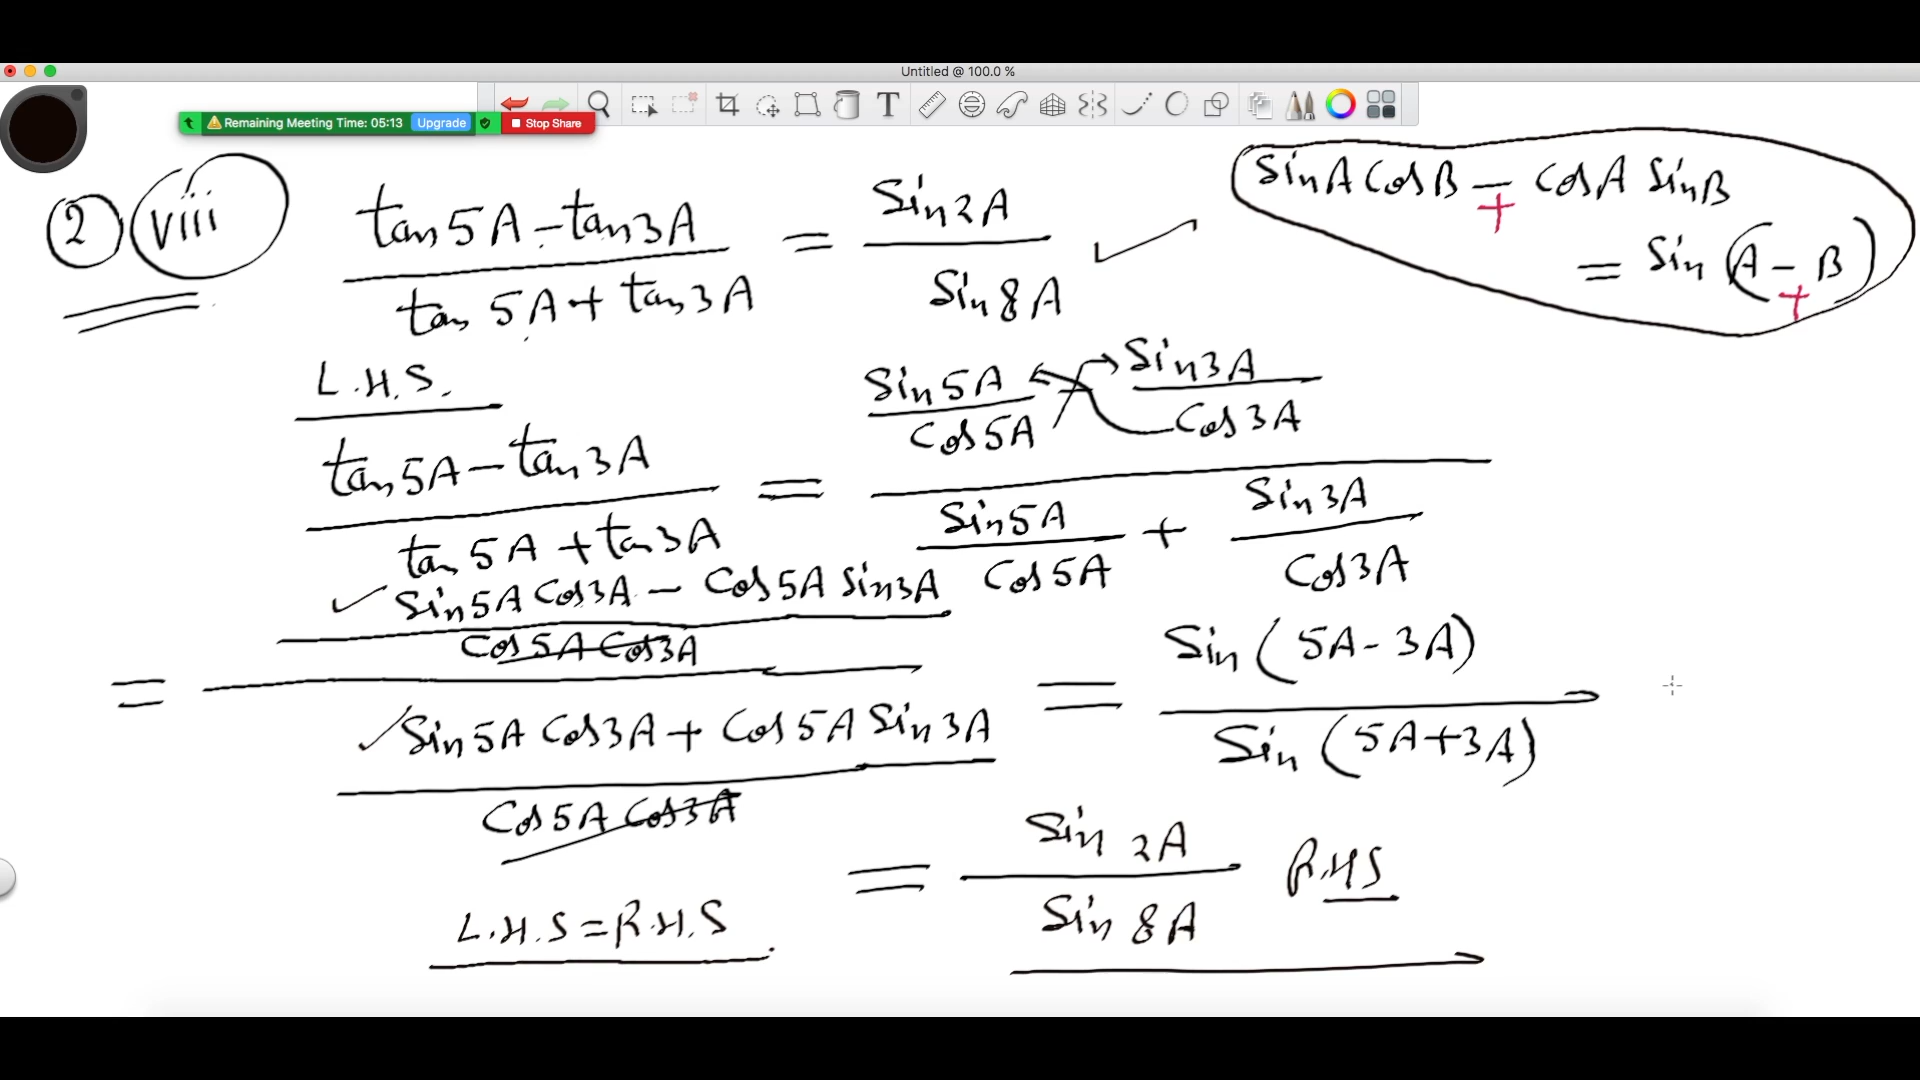 Untitled @ 100.0 %
Remaining Meeting Time: 05:13 Upgrade Stop Share
T
SinA CosB - CosA SinB
+
= Sin (A - B)
+
2 viii
tan 5A - tan 3A = Sin 2A
tan 5A + tan 3A Sin 8A
L.H.S.
tan 5A - tan 3A = Sin 5A Sin 3A
Cos 5A Cos 3A
tan 5A + tan 3A Sin 5A + Sin 3A
Cos 5A Cos 3A
Sin 5A Cos 3A - Cos 5A Sin 3A
Cos 5A Cos 3A
= = Sin (5A - 3A)
Sin 5A Cos 3A + Cos 5A Sin 3A Sin (5A + 3A)
Cos 5A Cos 3A
= Sin 2A R.H.S
Sin 8A
L.H.S = R.H.S